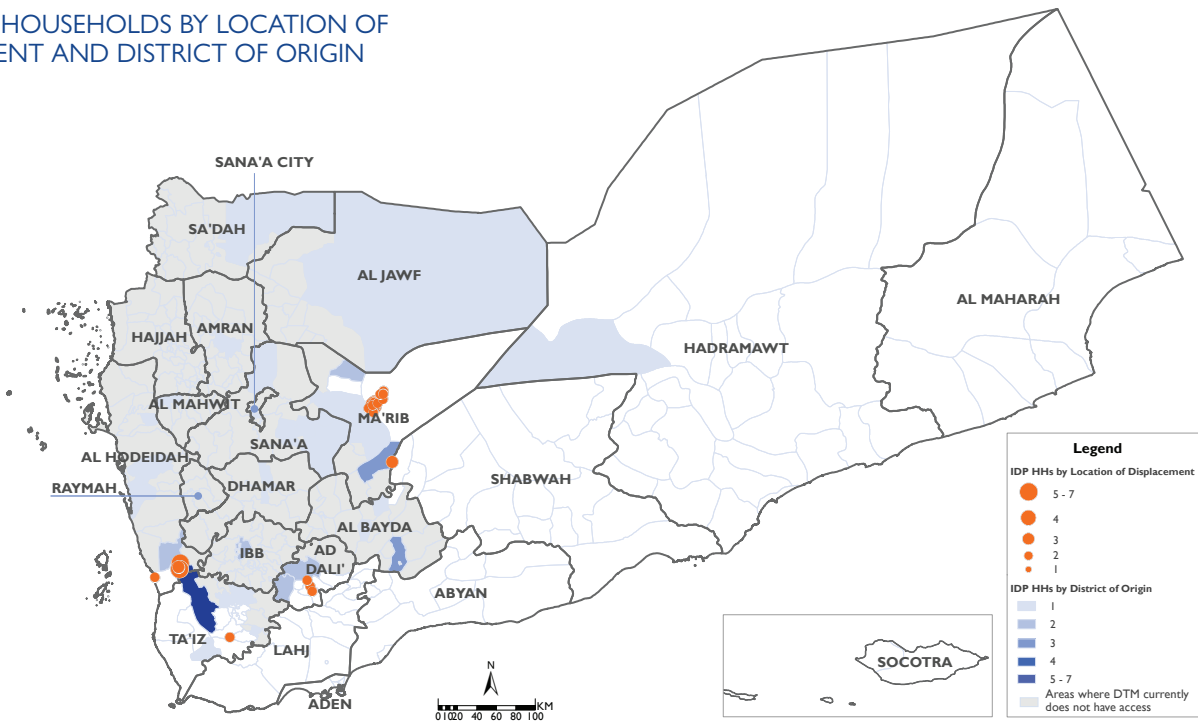 HOUSEHOLDS BY LOCATION OF
ENT AND DISTRICT OF ORIGIN
SANA'A CITY
SA'DAH
AL JAWF
AL MAHARAH
HAJJAH
AMRAN
HADRAMAWT
AL MAHWIT
MA'RIB
SANA'A
AL HODEIDAH
SHABWAH
RAYMAH
DHAMAR
AL BAYDA
IBB
AD
DALI'
ABYAN
TA'IZ
LAHJ
SOCOTRA
ADEN
N
0 10 20 40 60 80 100
KM
Legend
IDP HHs by Location of Displacement
5 - 7
4
3
2
1
IDP HHs by District of Origin
1
2
3
4
5 - 7
Areas where DTM currently
does not have access